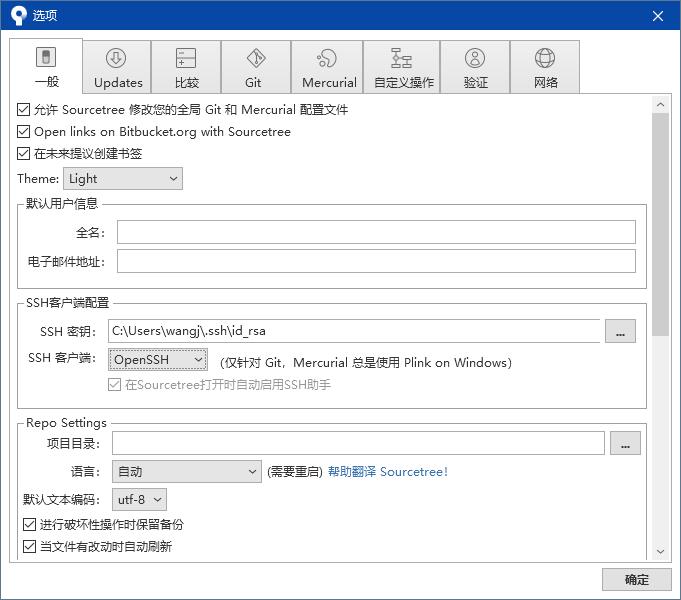 选项
一般
Updates
比较
Git
Mercurial
自定义操作
验证
网络
允许 Sourcetree 修改您的全局 Git 和 Mercurial 配置文件
Open links on Bitbucket.org with Sourcetree
在未来提议创建书签
Theme: Light
默认用户信息
全名：
电子邮件地址：
SSH客户端配置
SSH 密钥： C:\Users\wangj\.ssh\id_rsa ...
SSH 客户端： OpenSSH （仅针对 Git，Mercurial 总是使用 Plink on Windows）
在Sourcetree打开时自动启用SSH助手
Repo Settings
项目目录： ...
语言： 自动 (需要重启) 帮助翻译 Sourcetree！
默认文本编码： utf-8
进行破坏性操作时保留备份
当文件有改动时自动刷新
确定